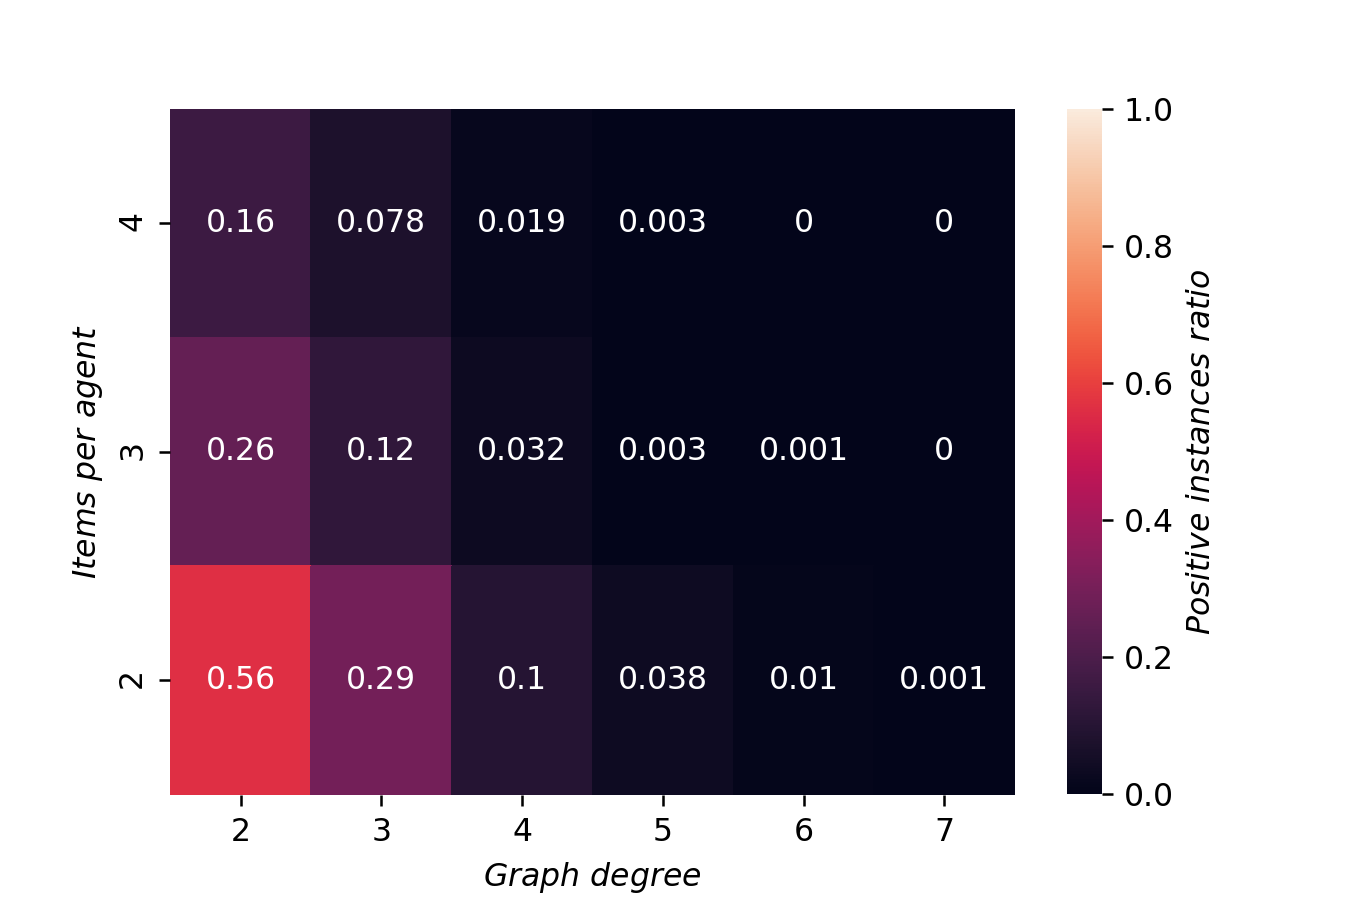 4 0.16 0.078 0.019 0.003 0 0
3 0.26 0.12 0.032 0.003 0.001 0
2 0.56 0.29 0.1 0.038 0.01 0.001
2 3 4 5 6 7
Graph degree
Items per agent
1.0
0.8
0.6
0.4
0.2
0.0
Positive instances ratio